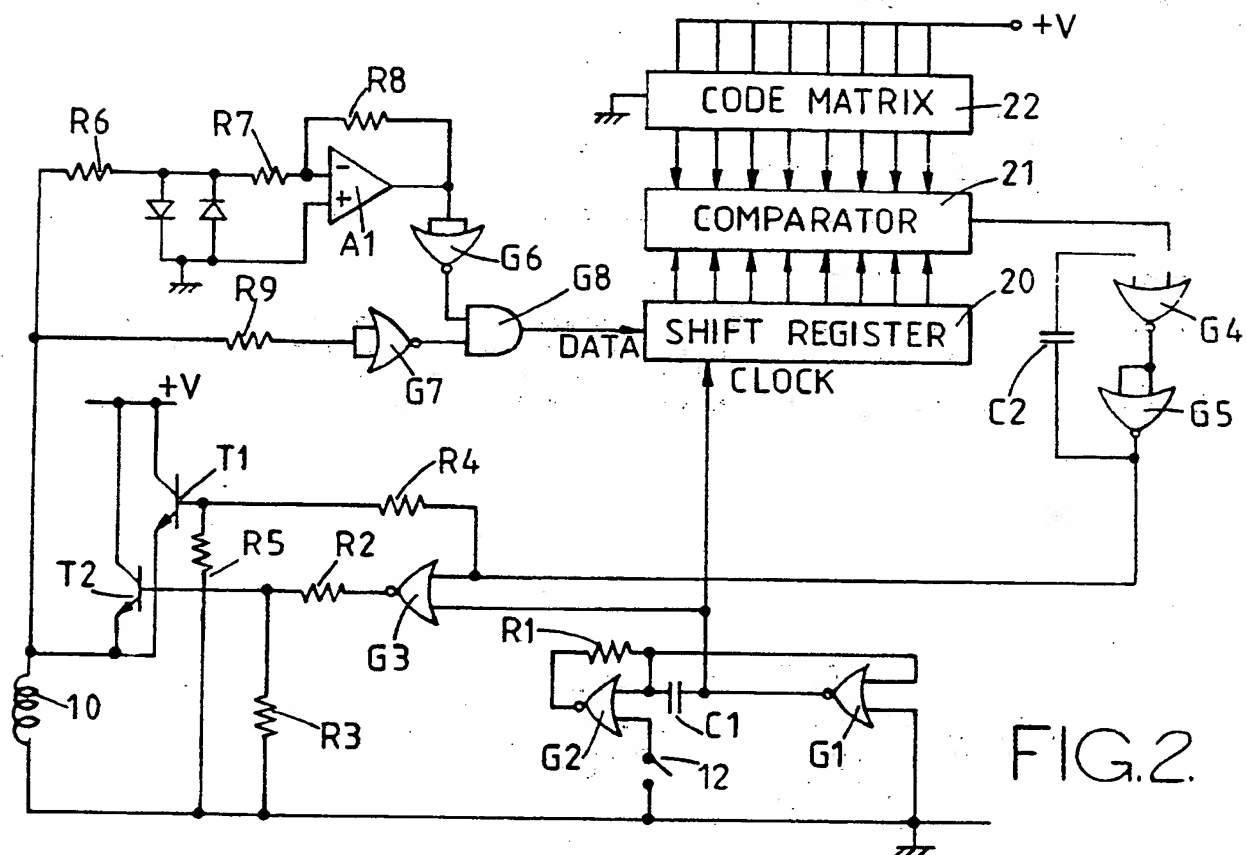 +V
R8
CODE MATRIX
22
R6
R7
-
+
A1
21
COMPARATOR
G6
G8
20
R9
SHIFT REGISTER
G4
DATA
G7
CLOCK
C2
G5
+V
T1
R4
R5
R2
T2
G3
R1
10
R3
G2
C1
12
G1
FIG.2.